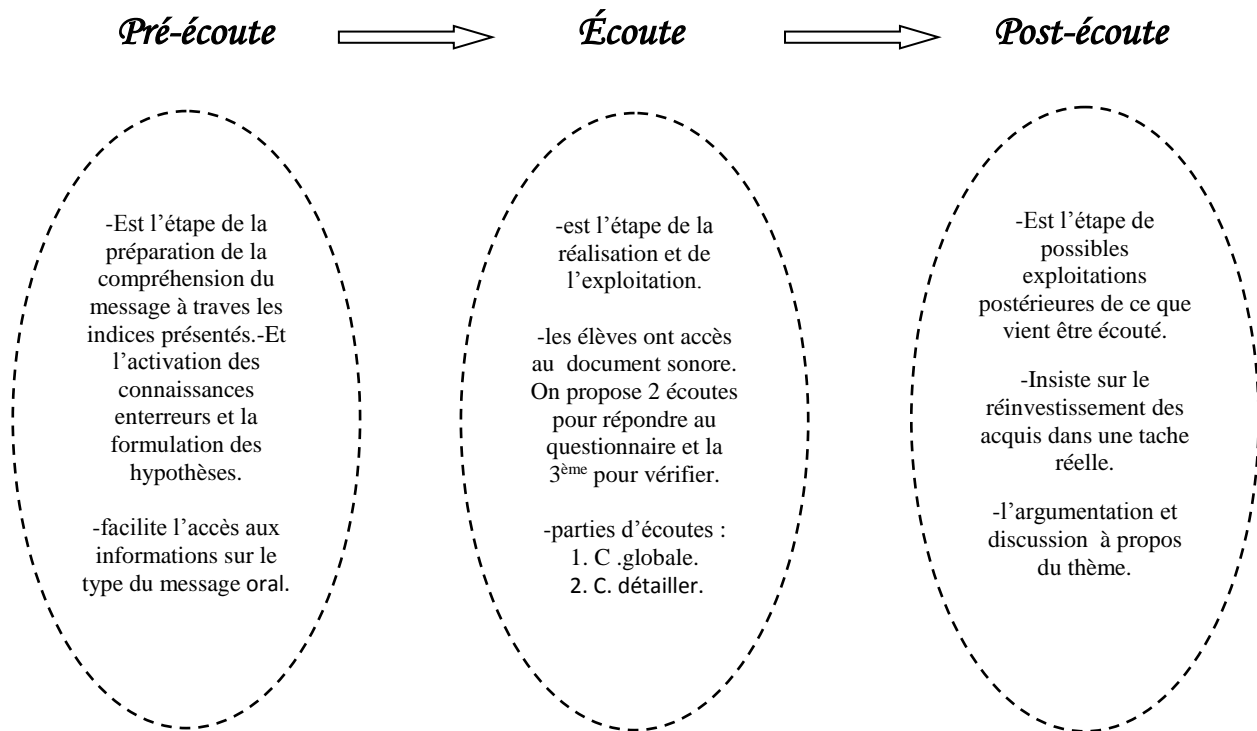 Pré-écoute
Écoute
Post-écoute
-Est l’étape de la
préparation de la
compréhension du
message à traves les
indices présentés.-Et
l’activation des
connaissances
enterreurs et la
formulation des
hypothèses.
-facilite l’accès aux
informations sur le
type du message oral.
-est l’étape de la
réalisation et de
l’exploitation.
-les élèves ont accès
au document sonore.
On propose 2 écoutes
pour répondre au
questionnaire et la
3ème pour vérifier.
-parties d’écoutes :
1. C .globale.
2. C. détailler.
-Est l’étape de
possibles
exploitations
postérieures de ce que
vient être écouté.
-Insiste sur le
réinvestissement des
acquis dans une tache
réelle.
-l’argumentation et
discussion à propos
du thème.